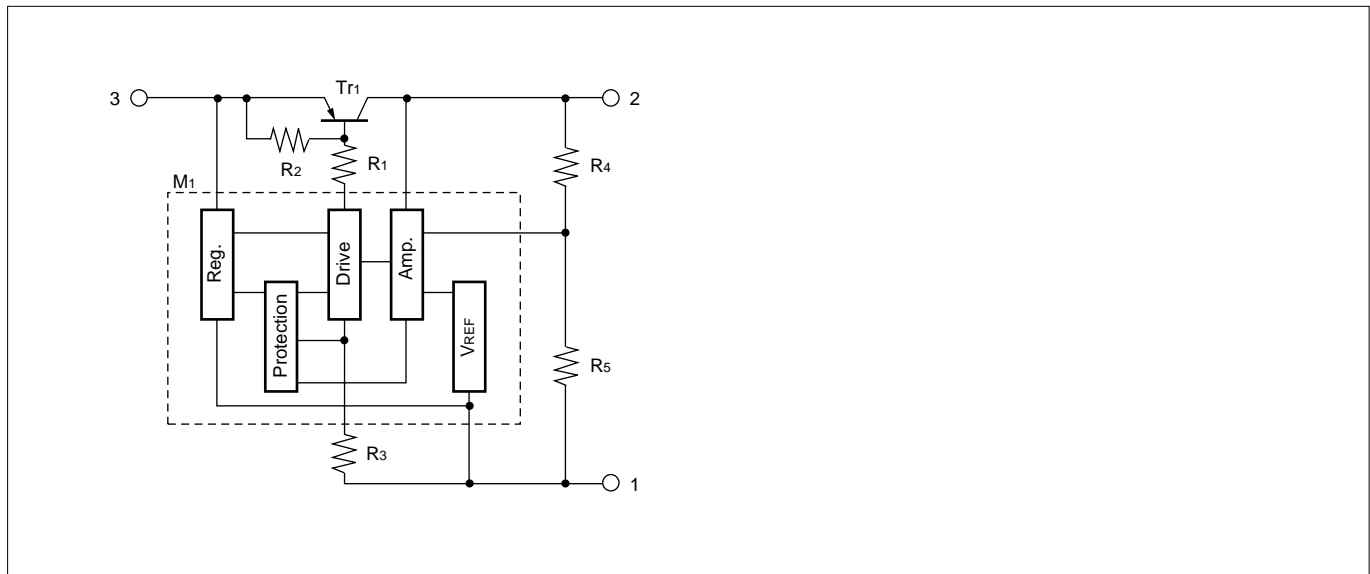 Tr1
3
2
R2
R1
R4
M1
Reg.
Drive
Amp.
Protection
VREF
R5
R3
1